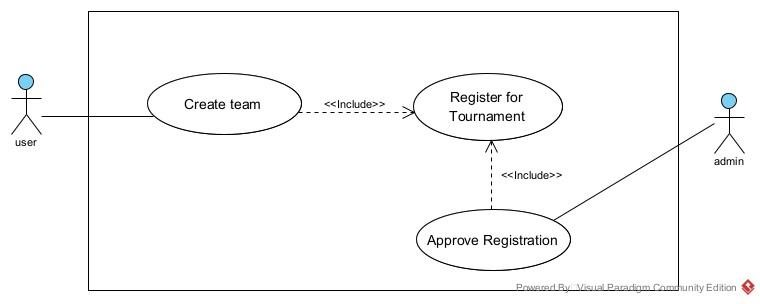 user
Create team
<<Include>>
Register for
Tournament
<<Include>>
admin
Approve Registration
Powered By: Visual Paradigm Community Edition